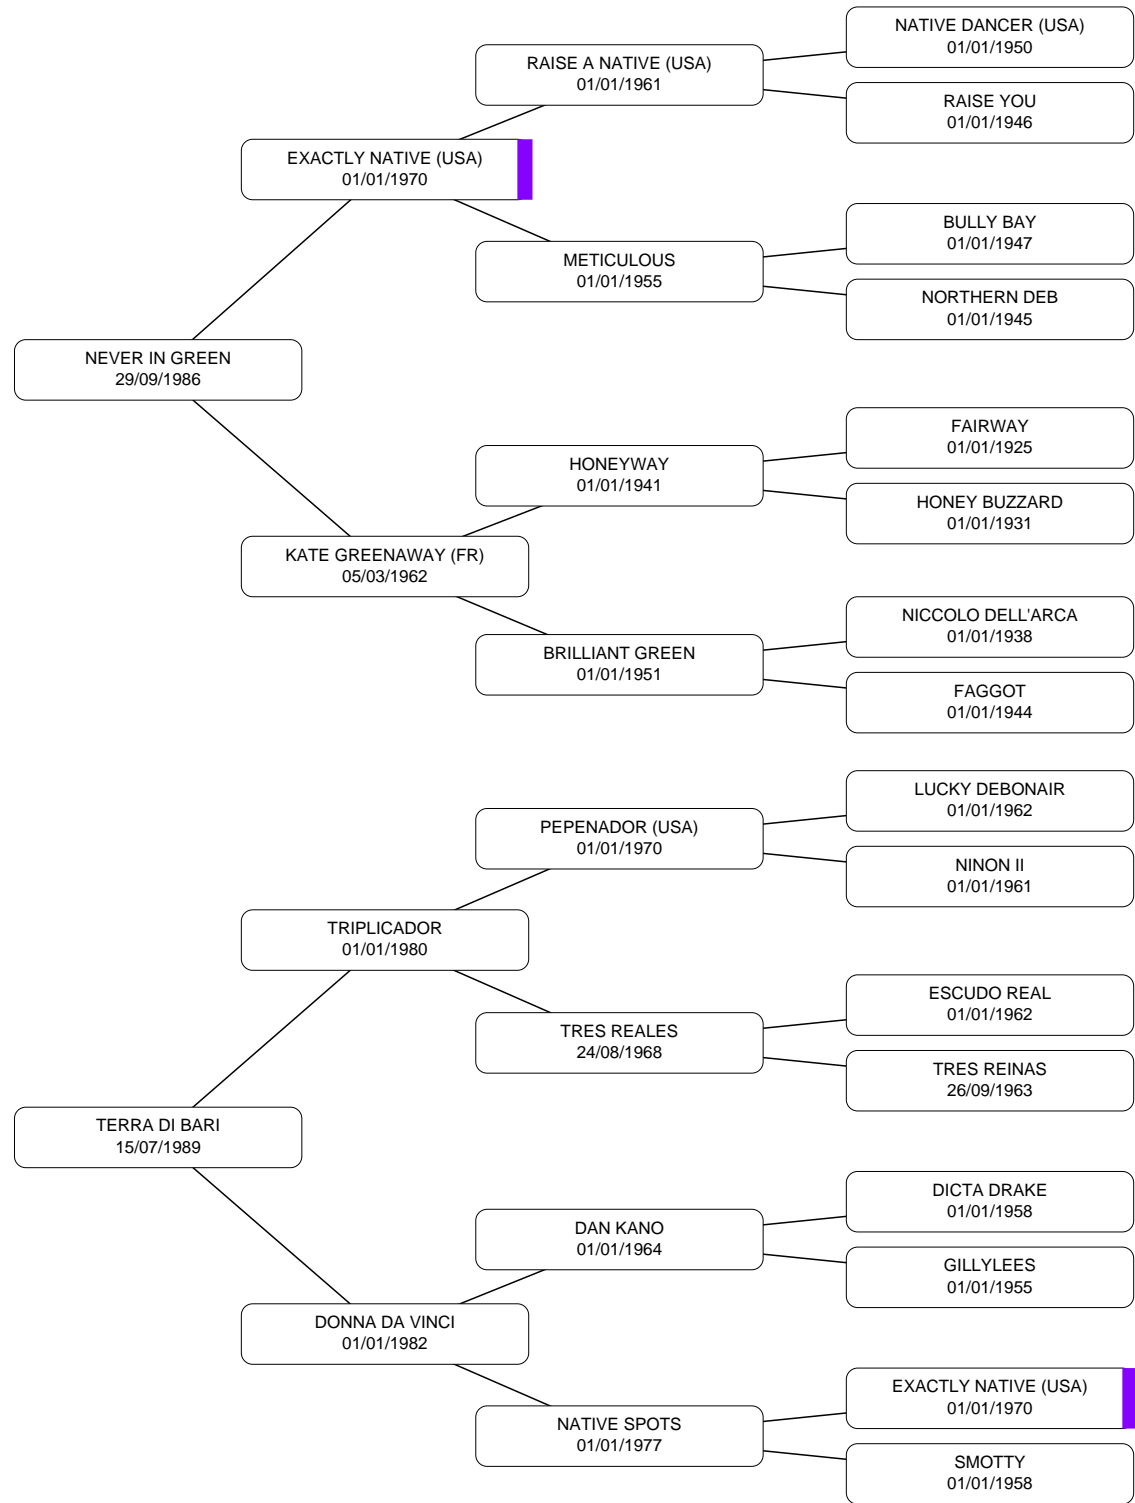 NATIVE DANCER (USA)
01/01/1950
RAISE A NATIVE (USA)
01/01/1961
RAISE YOU
01/01/1946
EXACTLY NATIVE (USA)
01/01/1970
BULLY BAY
01/01/1947
METICULOUS
01/01/1955
NORTHERN DEB
01/01/1945
NEVER IN GREEN
29/09/1986
FAIRWAY
01/01/1925
HONEYWAY
01/01/1941
HONEY BUZZARD
01/01/1931
KATE GREENAWAY (FR)
05/03/1962
NICCOLO DELL'ARCA
01/01/1938
BRILLIANT GREEN
01/01/1951
FAGGOT
01/01/1944
LUCKY DEBONAIR
01/01/1962
PEPENADOR (USA)
01/01/1970
NINON II
01/01/1961
TRIPLICADOR
01/01/1980
ESCUDO REAL
01/01/1962
TRES REALES
24/08/1968
TRES REINAS
26/09/1963
TERRA DI BARI
15/07/1989
DICTA DRAKE
01/01/1958
DAN KANO
01/01/1964
GILLYLEES
01/01/1955
DONNA DA VINCI
01/01/1982
EXACTLY NATIVE (USA)
01/01/1970
NATIVE SPOTS
01/01/1977
SMOTTY
01/01/1958